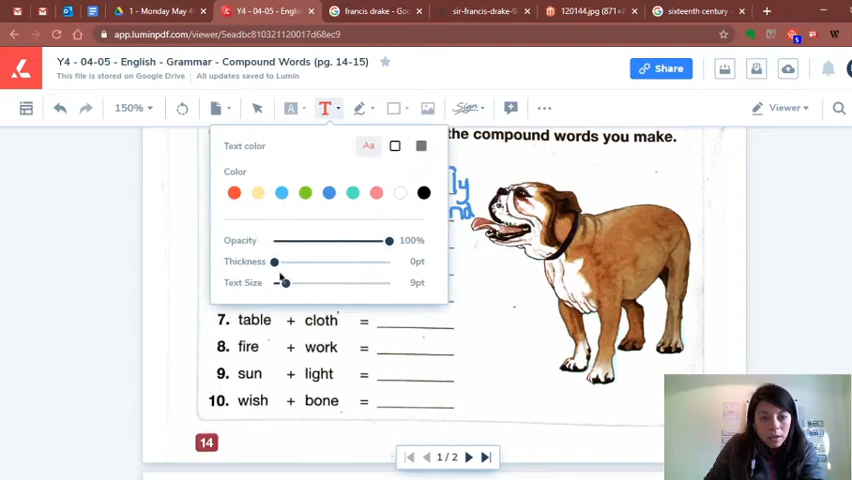 1 - Monday May 4
Y4 - 04-05 - Englis
francis drake - Goo
sir-francis-drake-9
120144.jpg (871×
sixteenth century -
app.luminpdf.com/viewer/5eadbc810321120017d68ec9
Y4 - 04-05 - English - Grammar - Compound Words (pg. 14-15)
This file is stored on Google Drive All updates saved to Lumin
Share
150%
A
T
Sign
Viewer
Text color
Aa
Color
Opacity 100%
Thickness 0pt
Text Size 9pt
the compound words you make.
7. table + cloth = 
8. fire + work = 
9. sun + light = 
10. wish + bone = 
14
1 / 2